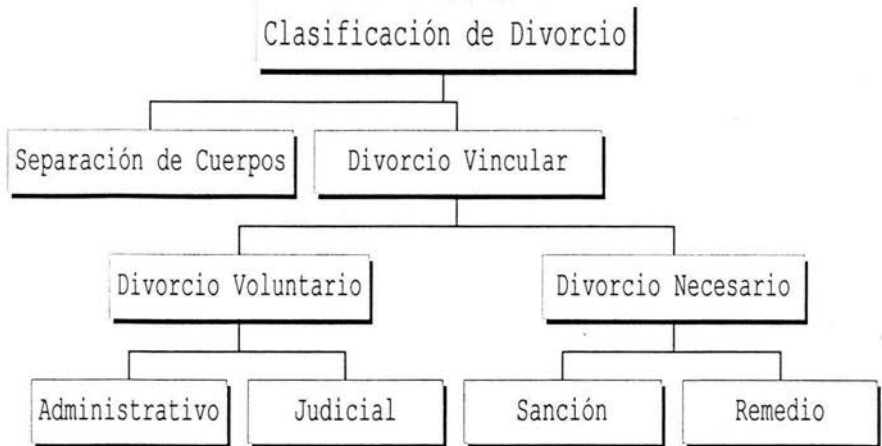 Clasificación de Divorcio
Separación de Cuerpos
Divorcio Vincular
Divorcio Voluntario
Divorcio Necesario
Administrativo
Judicial
Sanción
Remedio